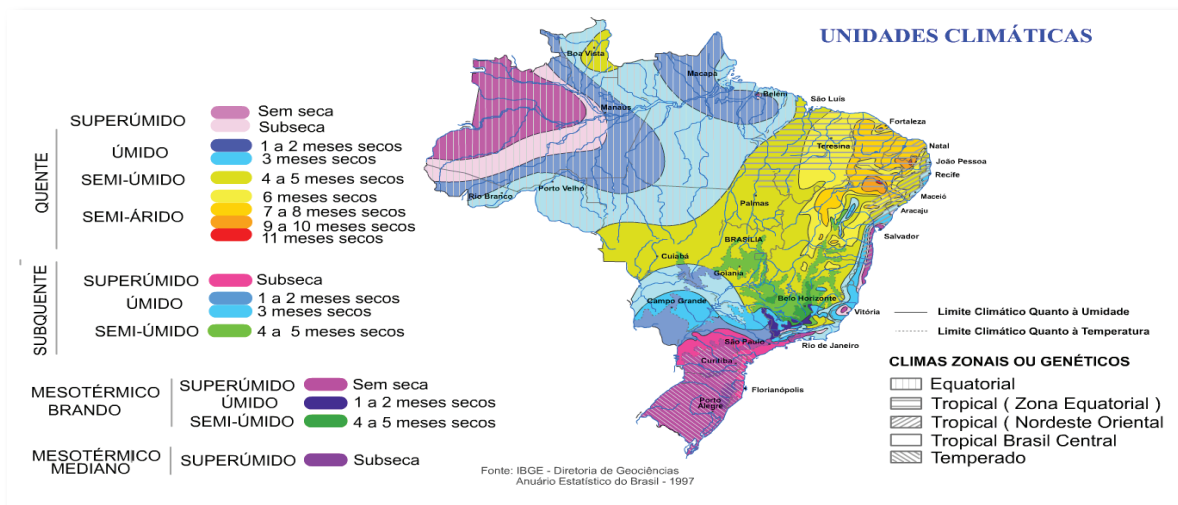 UNIDADES CLIMÁTICAS
QUENTE
SUPERÚMIDO
Sem seca
Subseca
ÚMIDO
1 a 2 meses secos
3 meses secos
SEMI-ÚMIDO
4 a 5 meses secos
SEMI-ÁRIDO
6 meses secos
7 a 8 meses secos
9 a 10 meses secos
11 meses secos
SUBQUENTE
SUPERÚMIDO
Subseca
ÚMIDO
1 a 2 meses secos
3 meses secos
SEMI-ÚMIDO
4 a 5 meses secos
MESOTÉRMICO
BRANDO
SUPERÚMIDO
Sem seca
ÚMIDO
1 a 2 meses secos
SEMI-ÚMIDO
4 a 5 meses secos
MESOTÉRMICO
MEDIANO
SUPERÚMIDO
Subseca
Boa Vista
Macapá
Manaus
Belém
São Luís
Fortaleza
Teresina
Natal
João Pessoa
Recife
Porto Velho
Rio Branco
Maceió
Palmas
Aracaju
Salvador
BRASÍLIA
Cuiabá
Goiania
Campo Grande
Belo Horizonte
Vitória
São Paulo
Rio de Janeiro
Curitiba
Florianópolis
Porto
Alegre
Limite Climático Quanto à Umidade
Limite Climático Quanto à Temperatura
CLIMAS ZONAIS OU GENÉTICOS
Equatorial
Tropical ( Zona Equatorial )
Tropical ( Nordeste Oriental
Tropical Brasil Central
Temperado
Fonte: IBGE - Diretoria de Geociências
Anuário Estatístico do Brasil - 1997